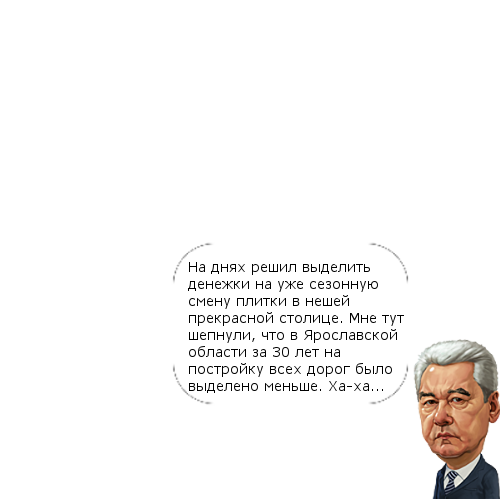 На днях решил выделить
денежки на уже сезонную
смену плитки в нешей
прекрасной столице. Мне тут
шепнули, что в Ярославской
области за 30 лет на
постройку всех дорог было
выделено меньше. Ха-ха...